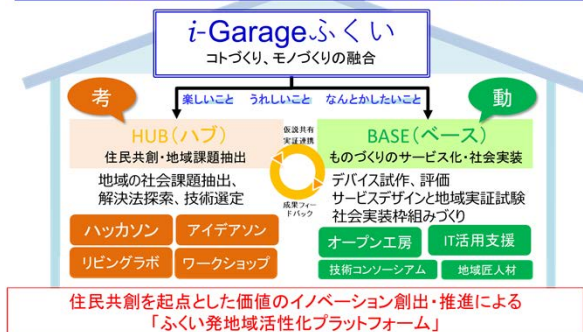 i-Garageふくい
コトづくり、モノづくりの融合
考
動
楽しいこと うれしいこと なんとかしたいこと
HUB(ハブ)
住民共創・地域課題抽出
地域の社会課題抽出、
解決法探索、技術選定
ハッカソン
アイデアソン
リビングラボ
ワークショップ
仮説共有
実証連携
成果フィー
ドバック
BASE(ベース)
ものづくりのサービス化・社会実装
デバイス試作、評価
サービスデザインと地域実証試験
社会実装枠組みづくり
オープン工房
IT活用支援
技術コンソーシアム
地域匠人材
住民共創を起点とした価値のイノベーション創出・推進による
「ふくい発地域活性化プラットフォーム」